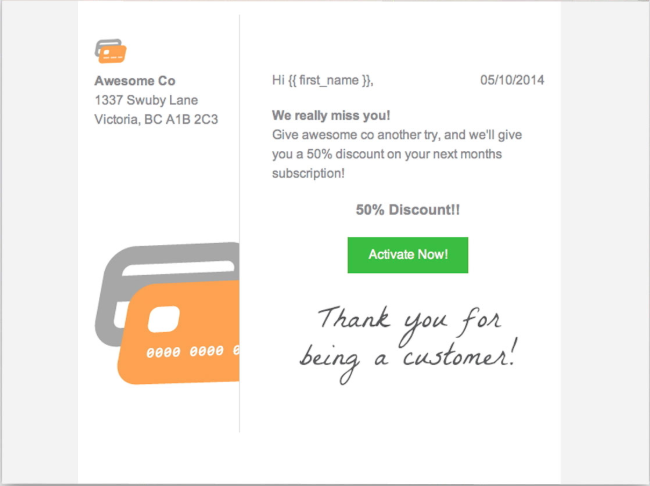 Awesome Co
1337 Swuby Lane
Victoria, BC A1B 2C3
0000 0000 0
Hi {{ first_name }},
05/10/2014
We really miss you!
Give awesome co another try, and we'll give
you a 50% discount on your next months
subscription!
50% Discount!!
Activate Now!
Thank you for
being a customer!